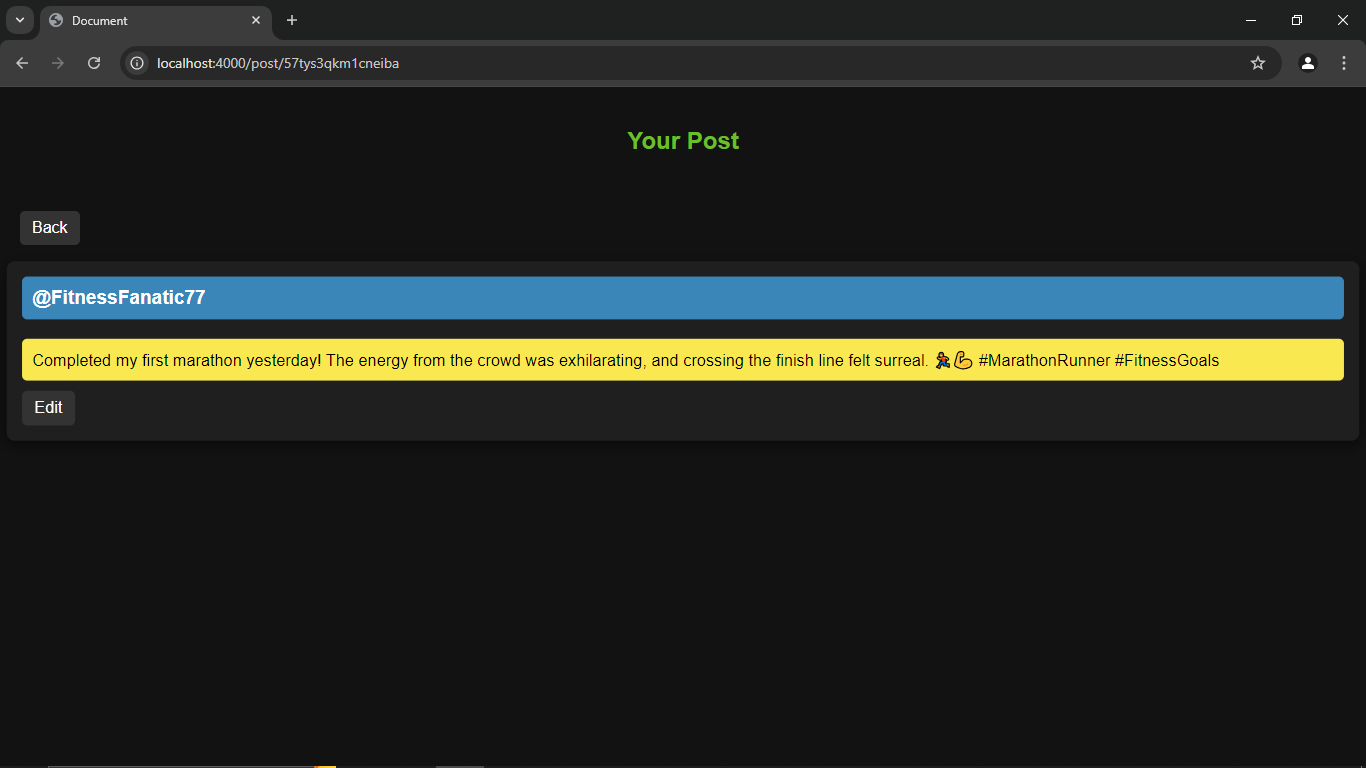 Document
localhost:4000/post/57tys3qkm1cneiba
Your Post
Back
@FitnessFanatic77
Completed my first marathon yesterday! The energy from the crowd was exhilarating, and crossing the finish line felt surreal. 🏃💪 #MarathonRunner #FitnessGoals
Edit